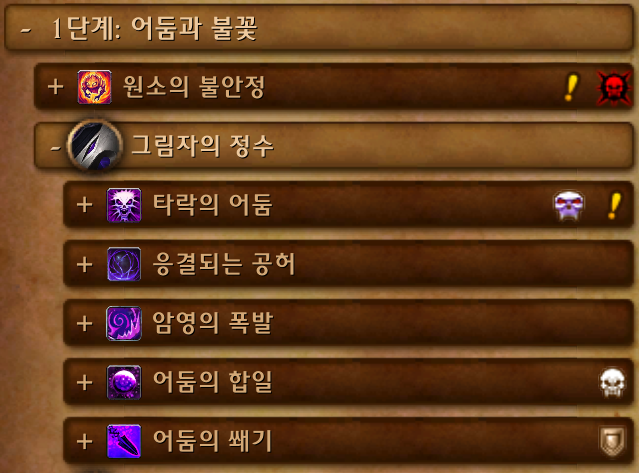 - 1단계: 어둠과 불꽃
+ 원소의 불안정
- 그림자의 정수
+ 타락의 어둠
+ 응결되는 공허
+ 암영의 폭발
+ 어둠의 합일
+ 어둠의 쐐기